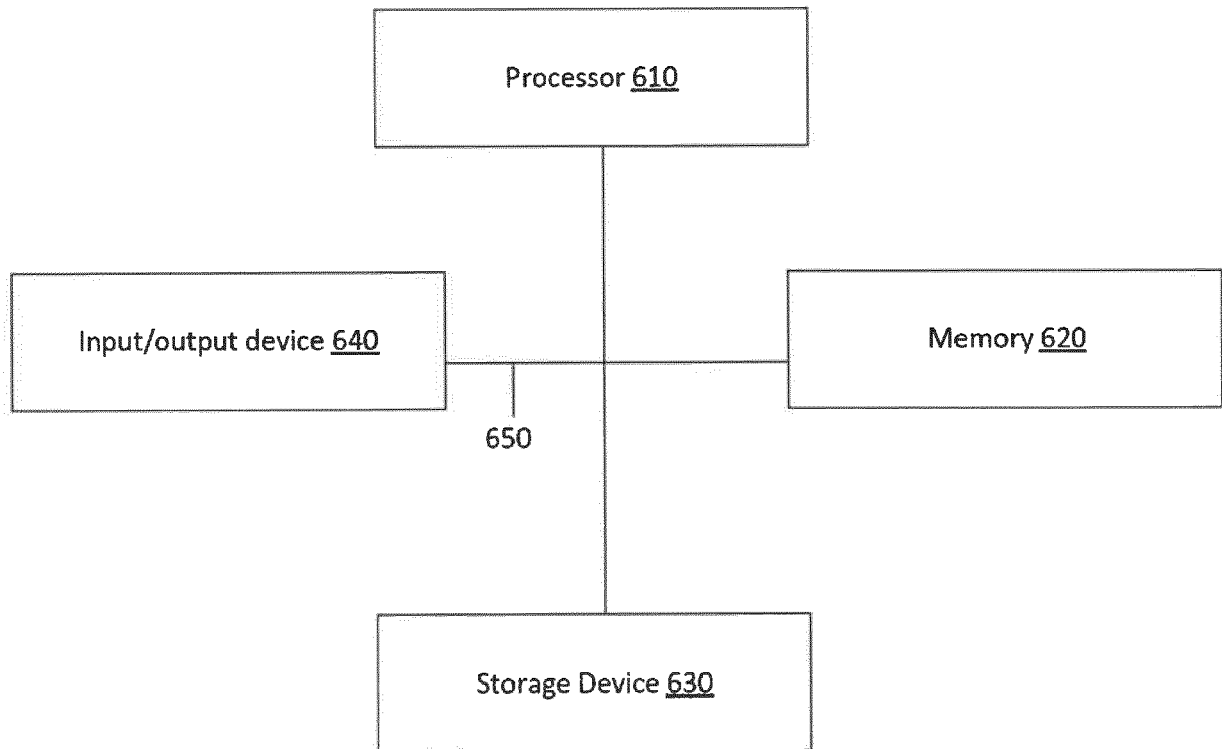 Processor 610
Input/output device 640
Memory 620
650
Storage Device 630